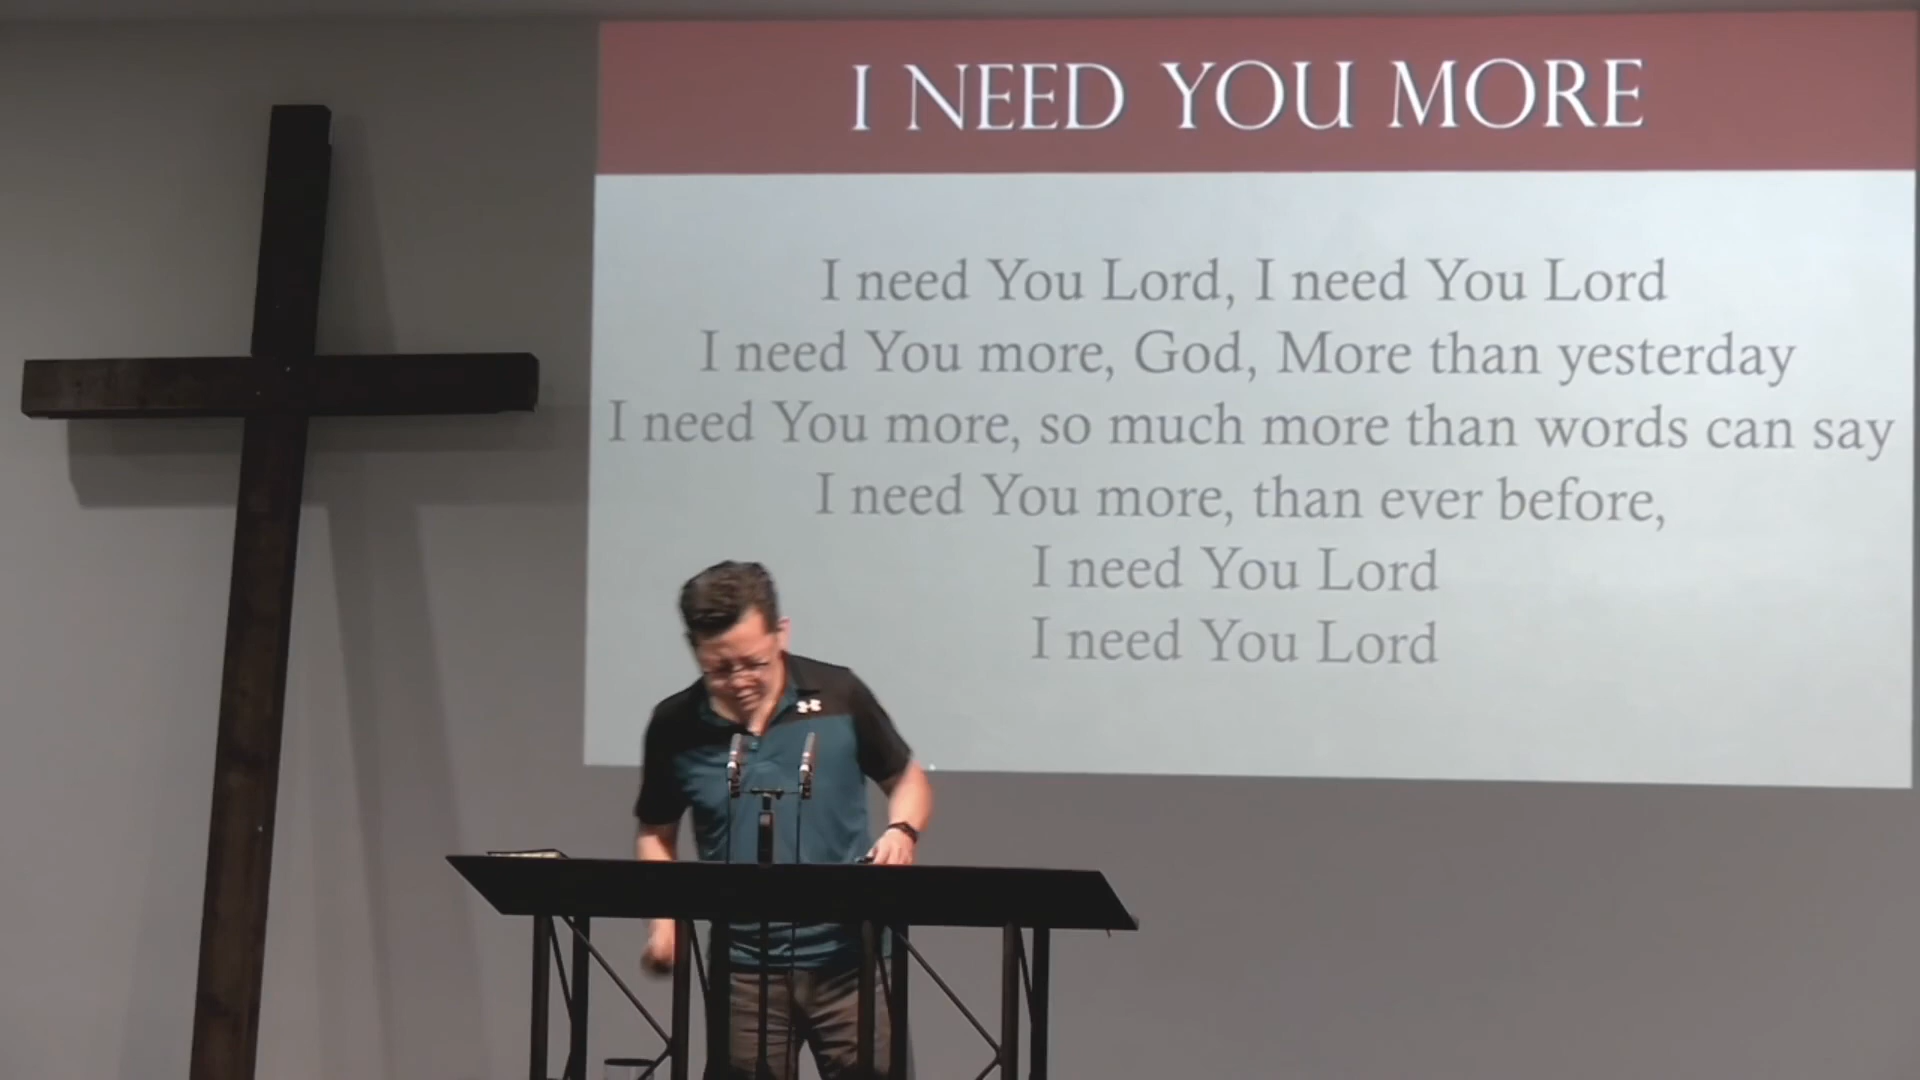 I NEED YOU MORE
I need You Lord, I need You Lord
I need You more, God, More than yesterday
I need You more, so much more than words can say
I need You more, than ever before,
I need You Lord
I need You Lord